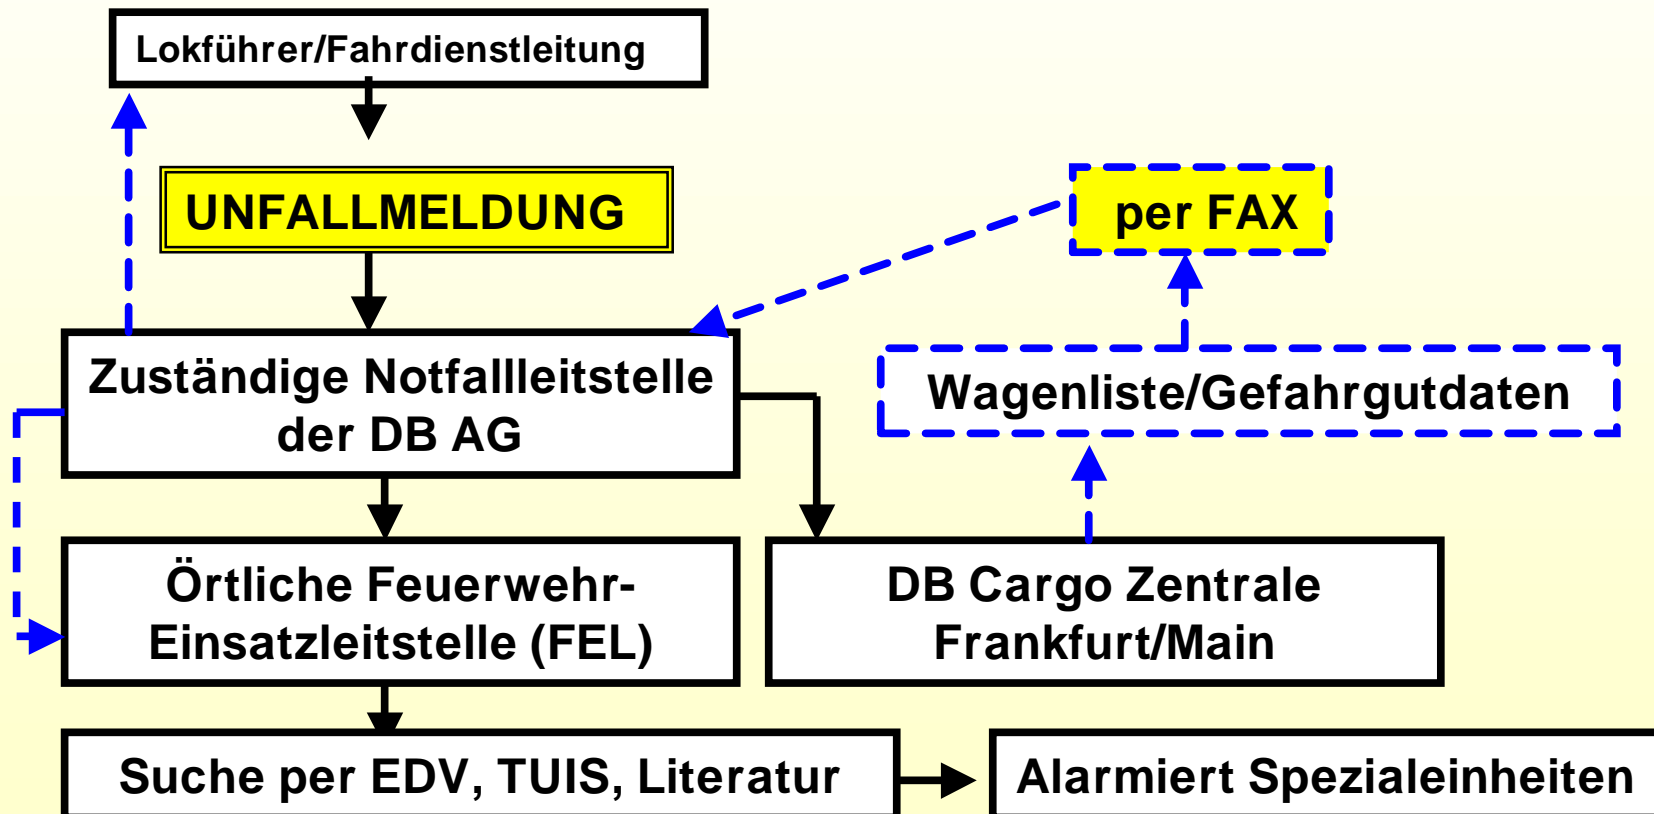 Lokführer/Fahrdienstleitung
UNFALLMELDUNG
per FAX
Zuständige Notfallleitstelle
der DB AG
Wagenliste/Gefahrgutdaten
Örtliche Feuerwehr-
Einsatzleitstelle (FEL)
DB Cargo Zentrale
Frankfurt/Main
Suche per EDV, TUIS, Literatur
Alarmiert Spezialeinheiten